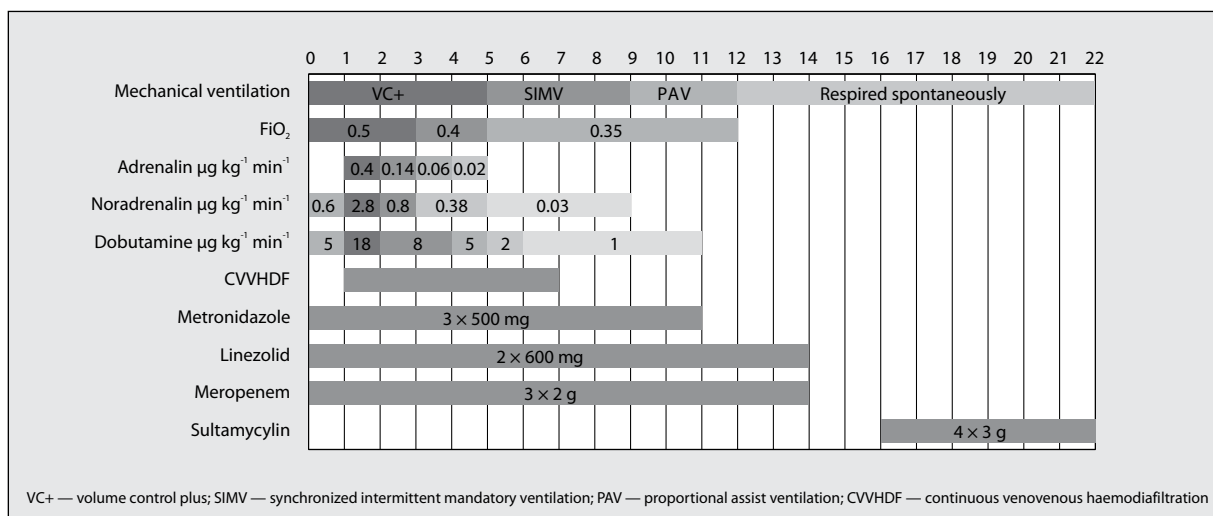 0 1 2 3 4 5 6 7 8 9 10 11 12 13 14 15 16 17 18 19 20 21 22
Mechanical ventilation VC+ SIMV PAV Respired spontaneously
FiO₂ 0.5 0.4 0.35
Adrenalin µg kg⁻¹ min⁻¹ 0.4 0.14 0.06 0.02
Noradrenalin µg kg⁻¹ min⁻¹ 0.6 2.8 0.8 0.38 0.03
Dobutamine µg kg⁻¹ min⁻¹ 5 18 8 5 2 1
CVVHDF
Metronidazole 3 × 500 mg
Linezolid 2 × 600 mg
Meropenem 3 × 2 g
Sultamycylin 4 × 3 g
VC+ — volume control plus; SIMV — synchronized intermittent mandatory ventilation; PAV — proportional assist ventilation; CVVHDF — continuous venovenous haemodiafiltration